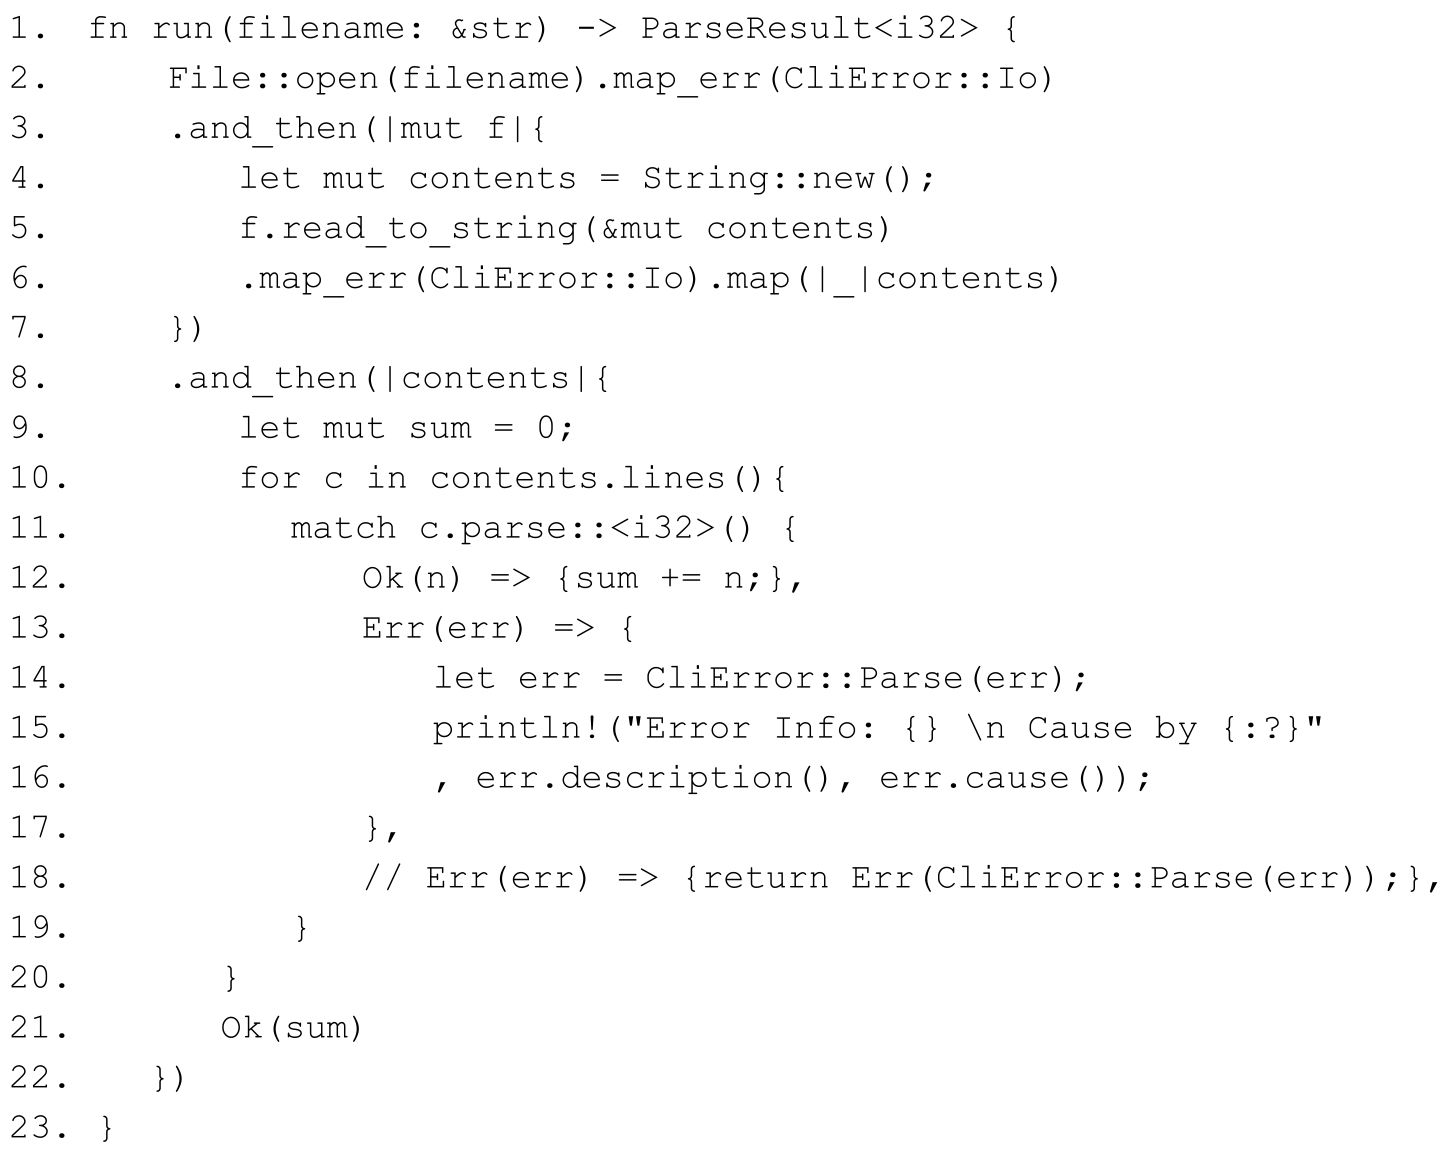 1. fn run(filename: &str) -> ParseResult<i32> {
2.     File::open(filename).map_err(CliError::Io)
3.     .and_then(|mut f|{
4.         let mut contents = String::new();
5.         f.read_to_string(&mut contents)
6.         .map_err(CliError::Io).map(|_|contents)
7.     })
8.     .and_then(|contents|{
9.         let mut sum = 0;
10.         for c in contents.lines(){
11.           match c.parse::<i32>() {
12.               Ok(n) => {sum += n;},
13.               Err(err) => {
14.                   let err = CliError::Parse(err);
15.                   println!("Error Info: {} \n Cause by {:?}"
16.                   , err.description(), err.cause());
17.               },
18.               // Err(err) => {return Err(CliError::Parse(err));},
19.           }
20.        }
21.        Ok(sum)
22.    })
23. }